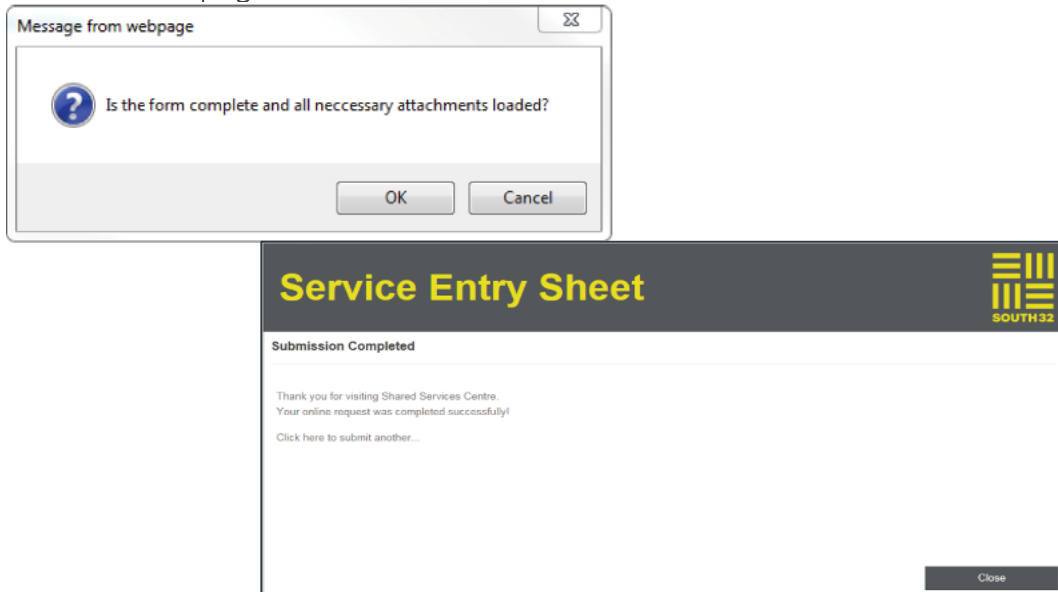 Message from webpage
Is the form complete and all neccessary attachments loaded?
OK Cancel
Service Entry Sheet
SOUTH32
Submission Completed
Thank you for visiting Shared Services Centre.
Your online request was completed successfully!
Click here to submit another...
Close